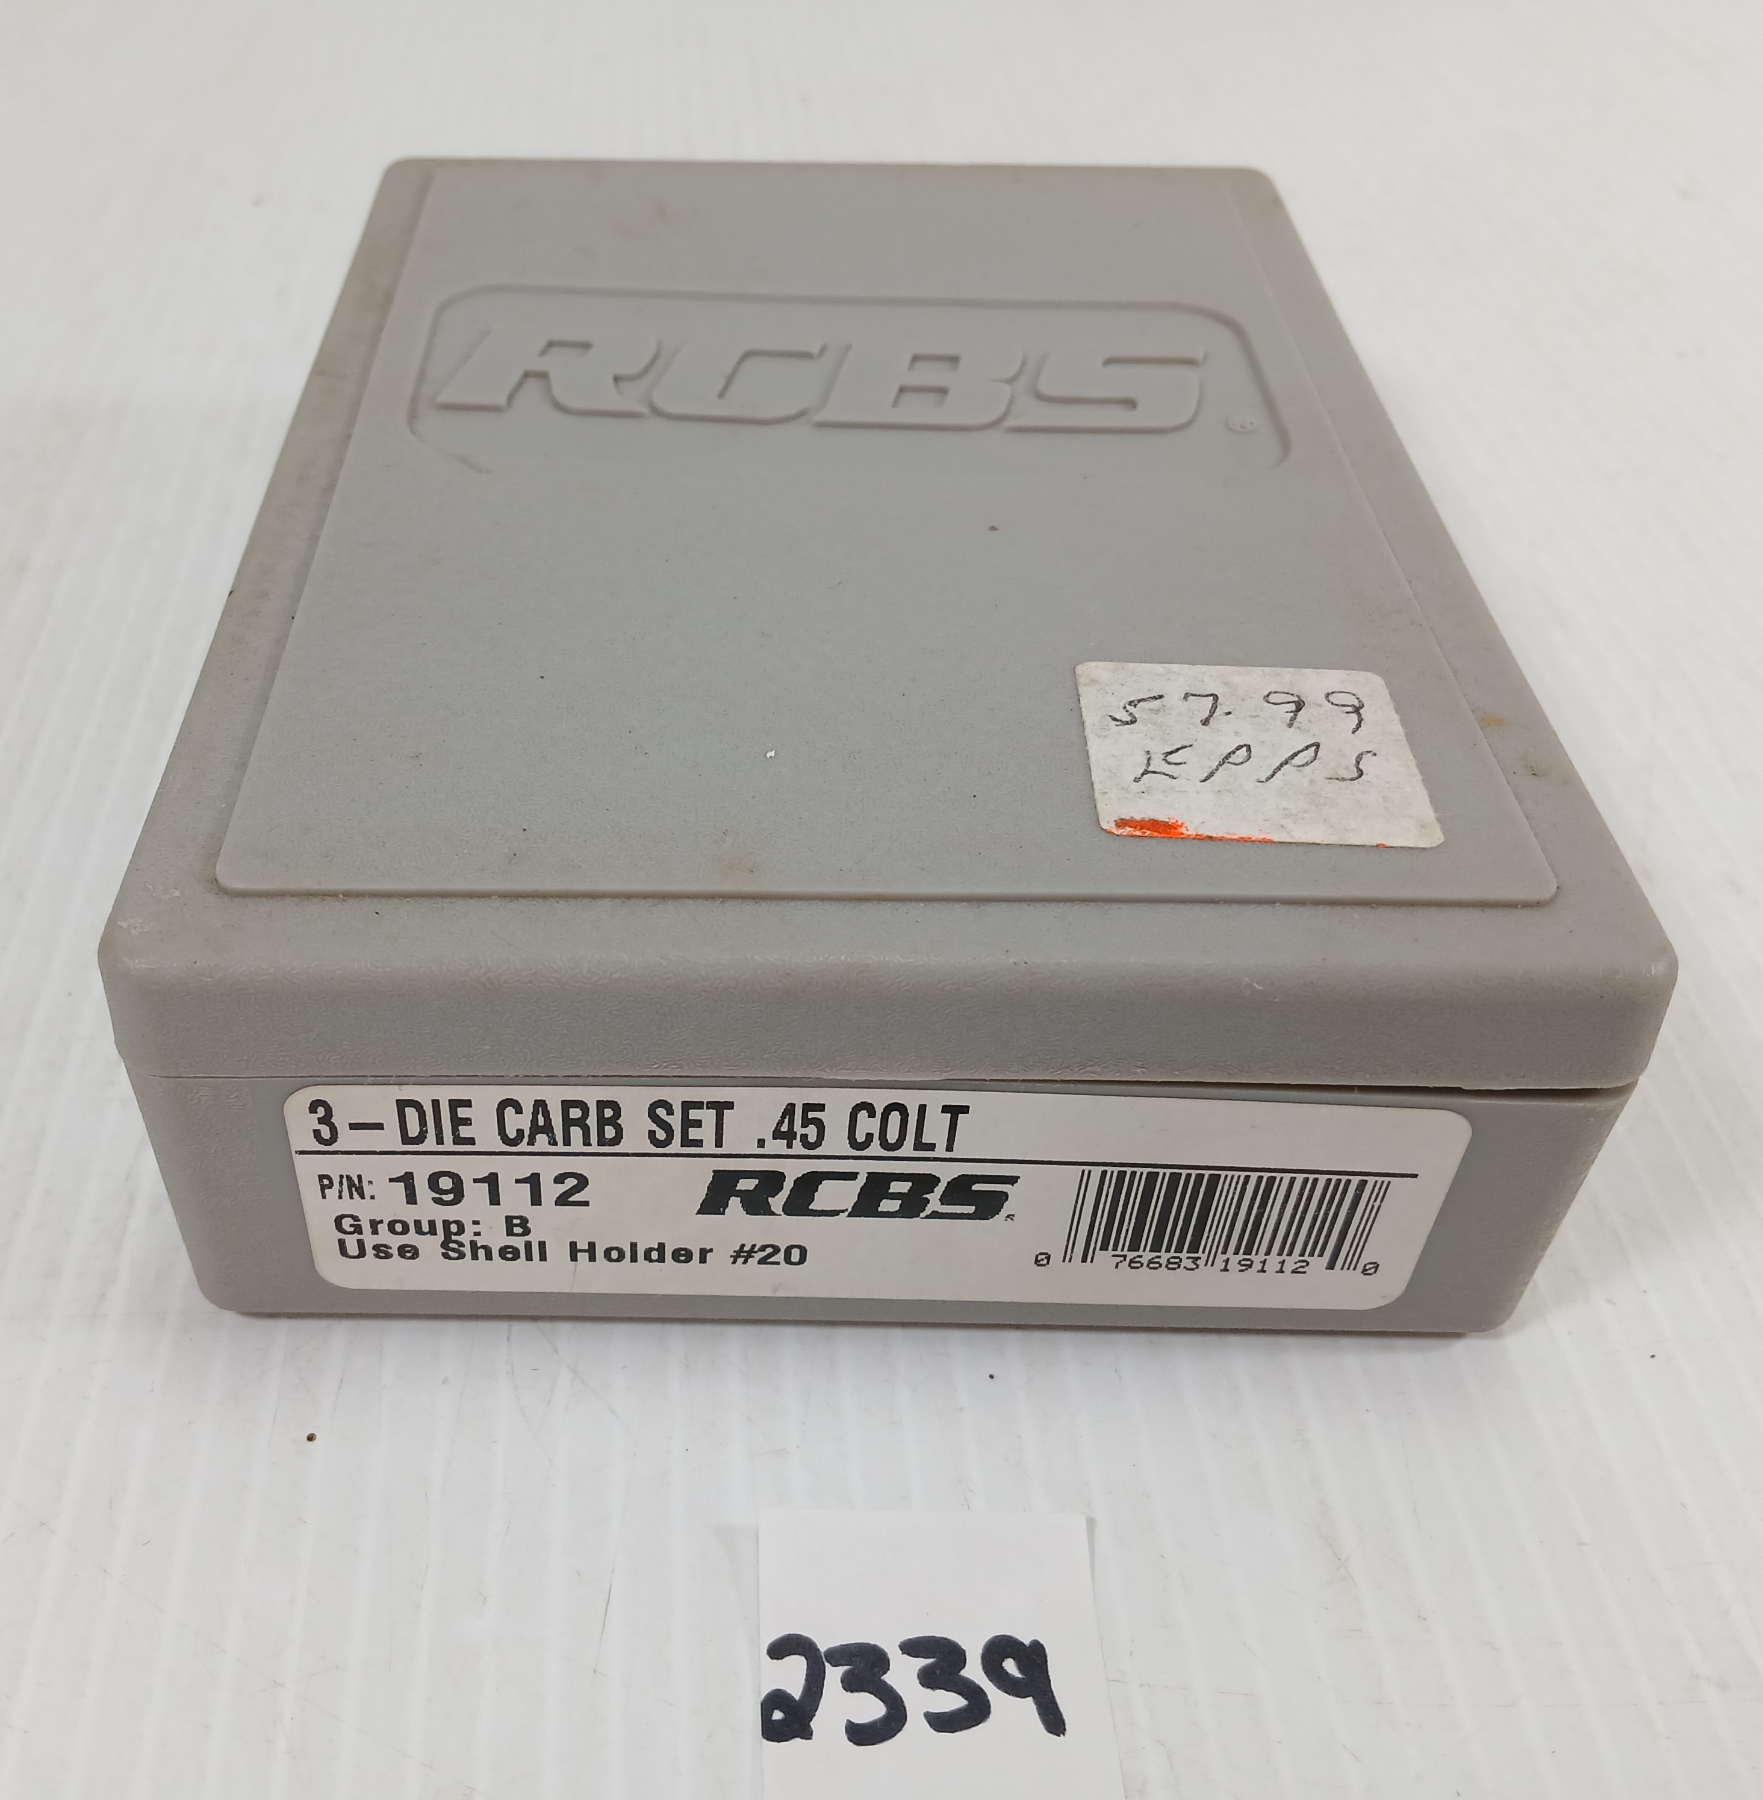 RCBS®
57.99
EPPS
3-DIE CARB SET .45 COLT
P/N: 19112
RCBS
Group: B
Use Shell Holder #20
0 76683 19112 0
2339